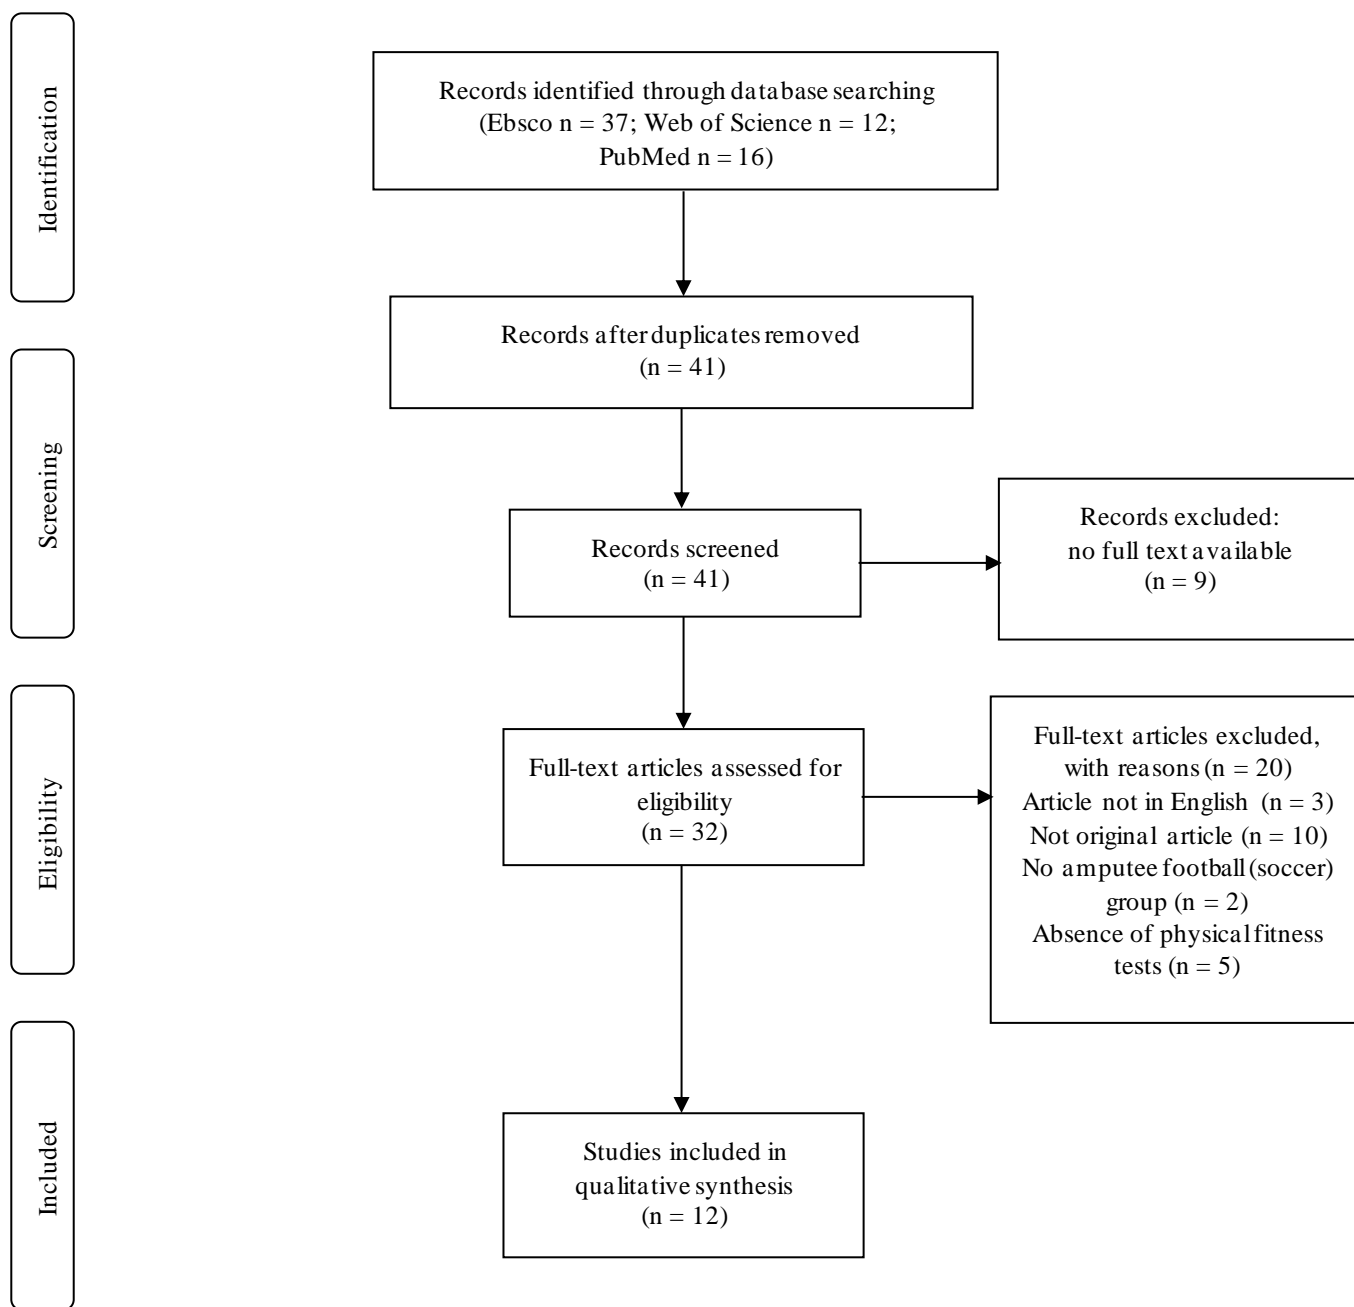 Identification
Records identified through database searching
(Ebsco n = 37; Web of Science n = 12;
PubMed n = 16)
Records after duplicates removed
(n = 41)
Screening
Records screened
(n = 41)
Records excluded:
no full text available
(n = 9)
Eligibility
Full-text articles assessed for
eligibility
(n = 32)
Full-text articles excluded,
with reasons (n = 20)
Article not in English (n = 3)
Not original article (n = 10)
No amputee football (soccer)
group (n = 2)
Absence of physical fitness
tests (n = 5)
Included
Studies included in
qualitative synthesis
(n = 12)